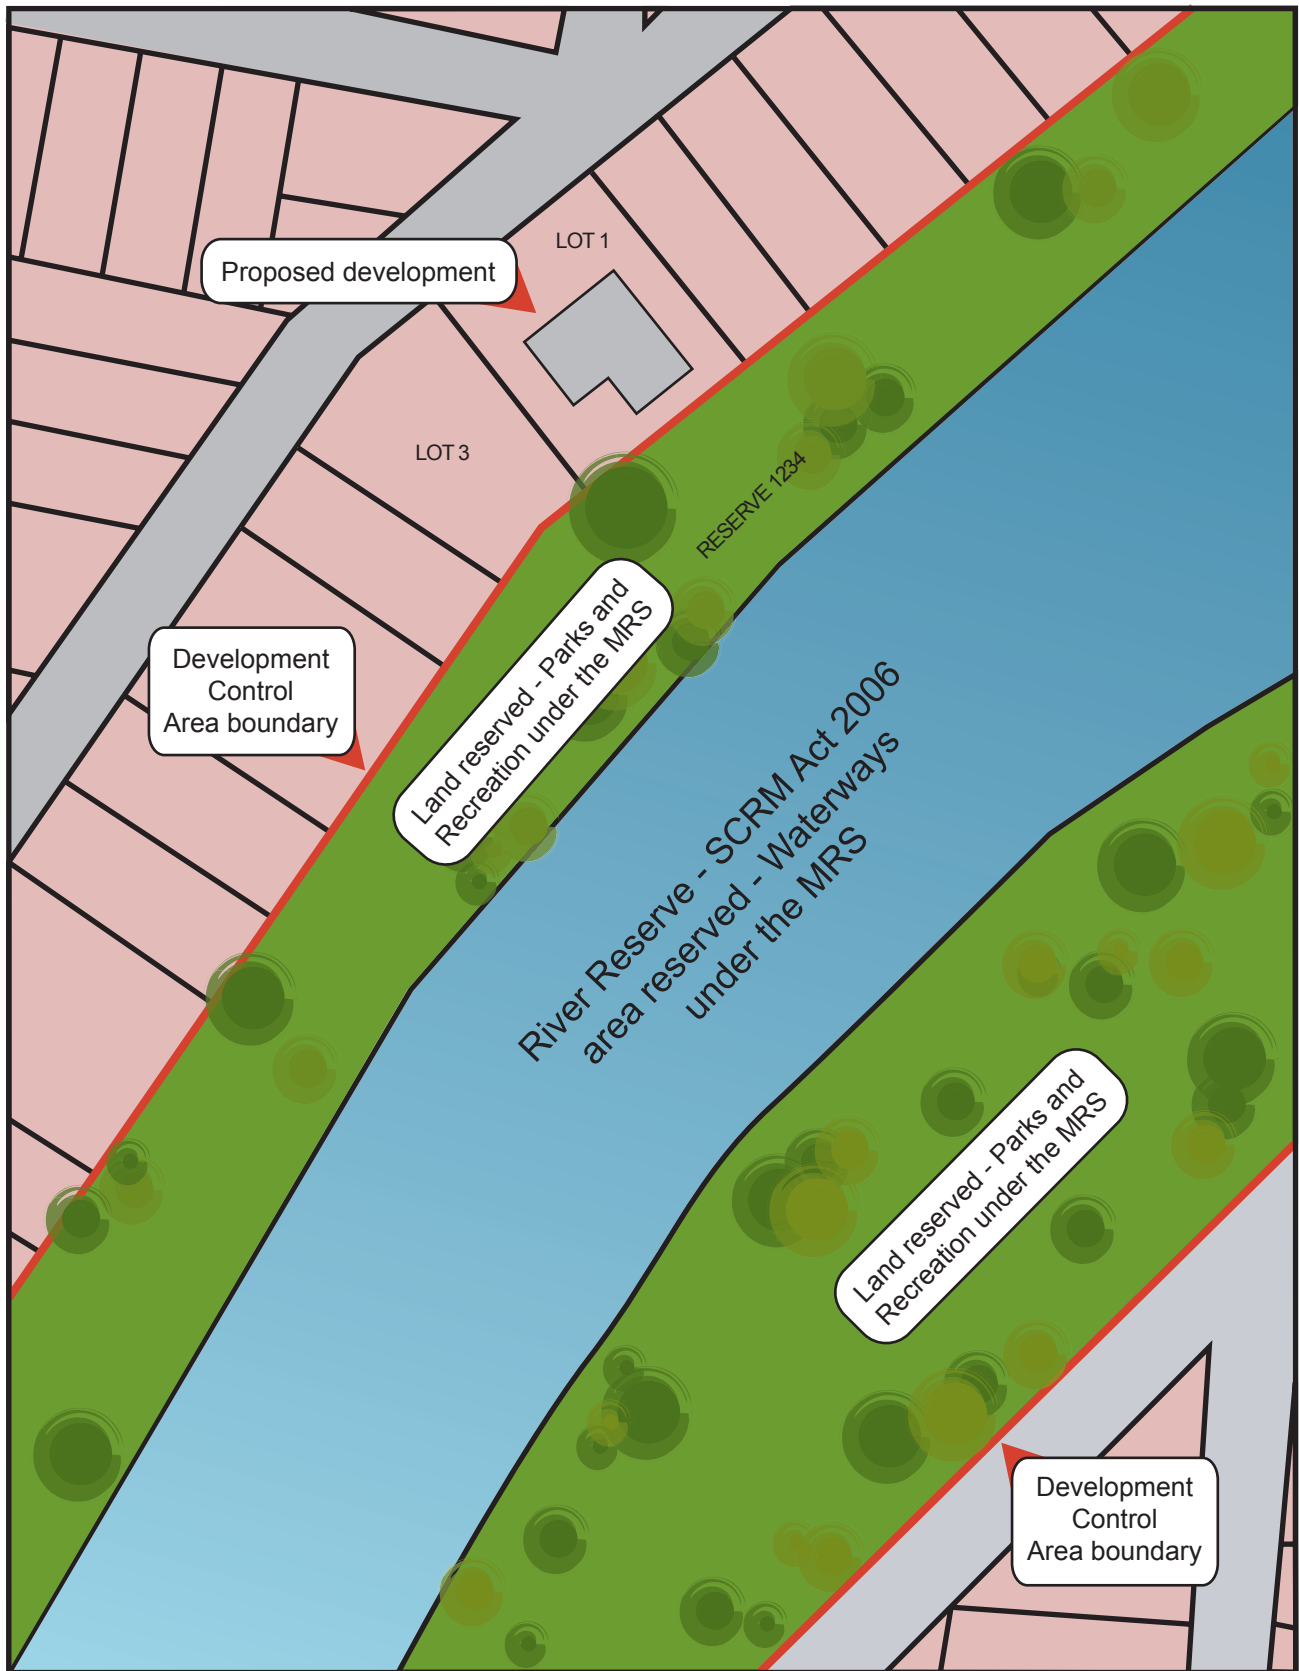 LOT 1
Proposed development
LOT 3
RESERVE 1234
Land reserved - Parks and
Recreation under the MRS
Development
Control
Area boundary
River Reserve - SCRM Act 2006
area reserved - Waterways
under the MRS
Land reserved - Parks and
Recreation under the MRS
Development
Control
Area boundary